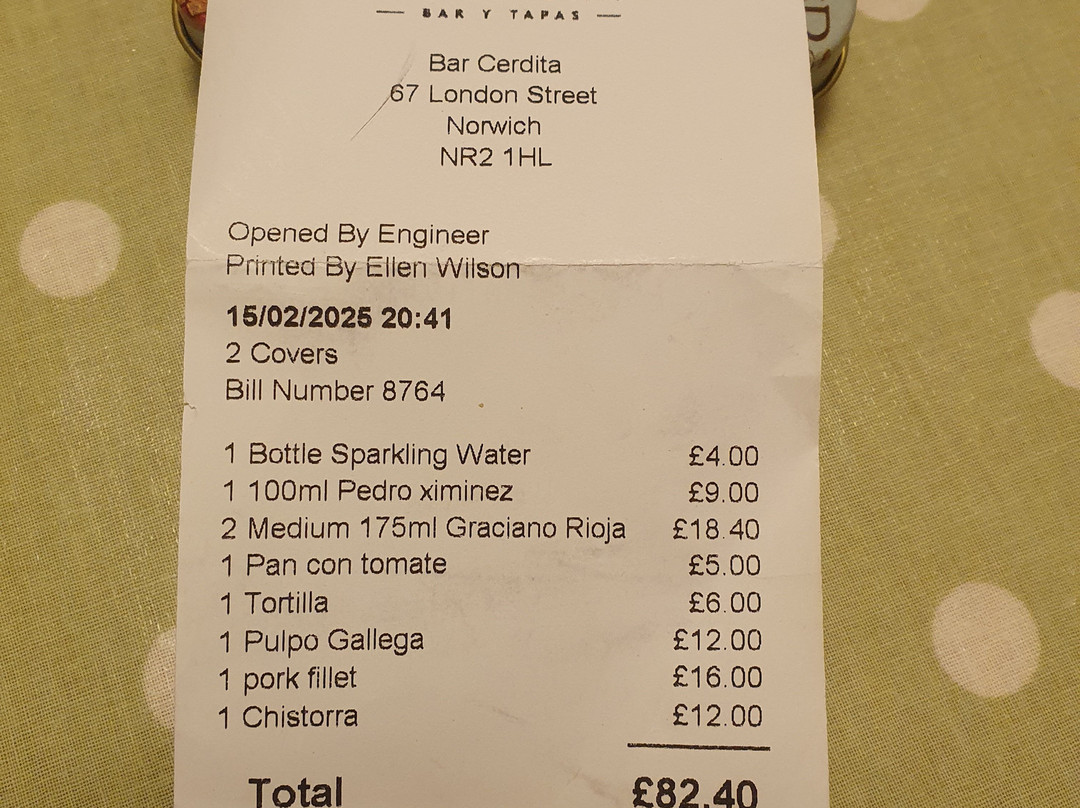 BAR Y TAPAS
Bar Cerdita
67 London Street
Norwich
NR2 1HL
Opened By Engineer
Printed By Ellen Wilson
15/02/2025 20:41
2 Covers
Bill Number 8764
1 Bottle Sparkling Water £4.00
1 100ml Pedro ximinez £9.00
2 Medium 175ml Graciano Rioja £18.40
1 Pan con tomate £5.00
1 Tortilla £6.00
1 Pulpo Gallega £12.00
1 pork fillet £16.00
1 Chistorra £12.00
Total £82.40